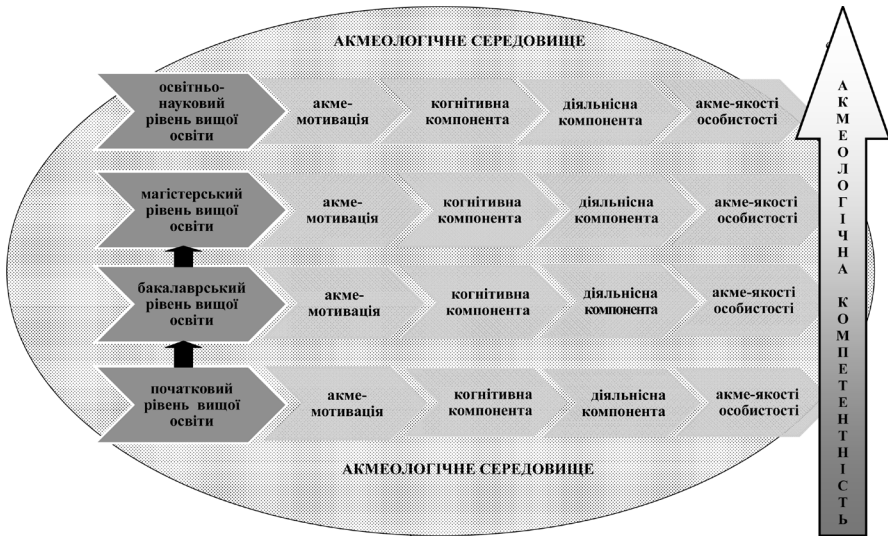 АКМЕОЛОГІЧНЕ СЕРЕДОВИЩЕ
освітньо-
науковий
рівень вищої
освіти
акме-
мотивація
когнітивна
компонента
діяльнісна
компонента
акме-якості
особистості
магістерський
рівень вищої
освіти
акме-
мотивація
когнітивна
компонента
діяльнісна
компонента
акме-якості
особистості
бакалаврський
рівень вищої
освіти
акме-
мотивація
когнітивна
компонента
діяльнісна
компонента
акме-якості
особистості
початковий
рівень вищої
освіти
акме-
мотивація
когнітивна
компонента
діяльнісна
компонента
акме-якості
особистості
АКМЕОЛОГІЧНЕ СЕРЕДОВИЩЕ
АКМЕОЛОГІЧНА КОМПЕТЕНТНІСТЬ